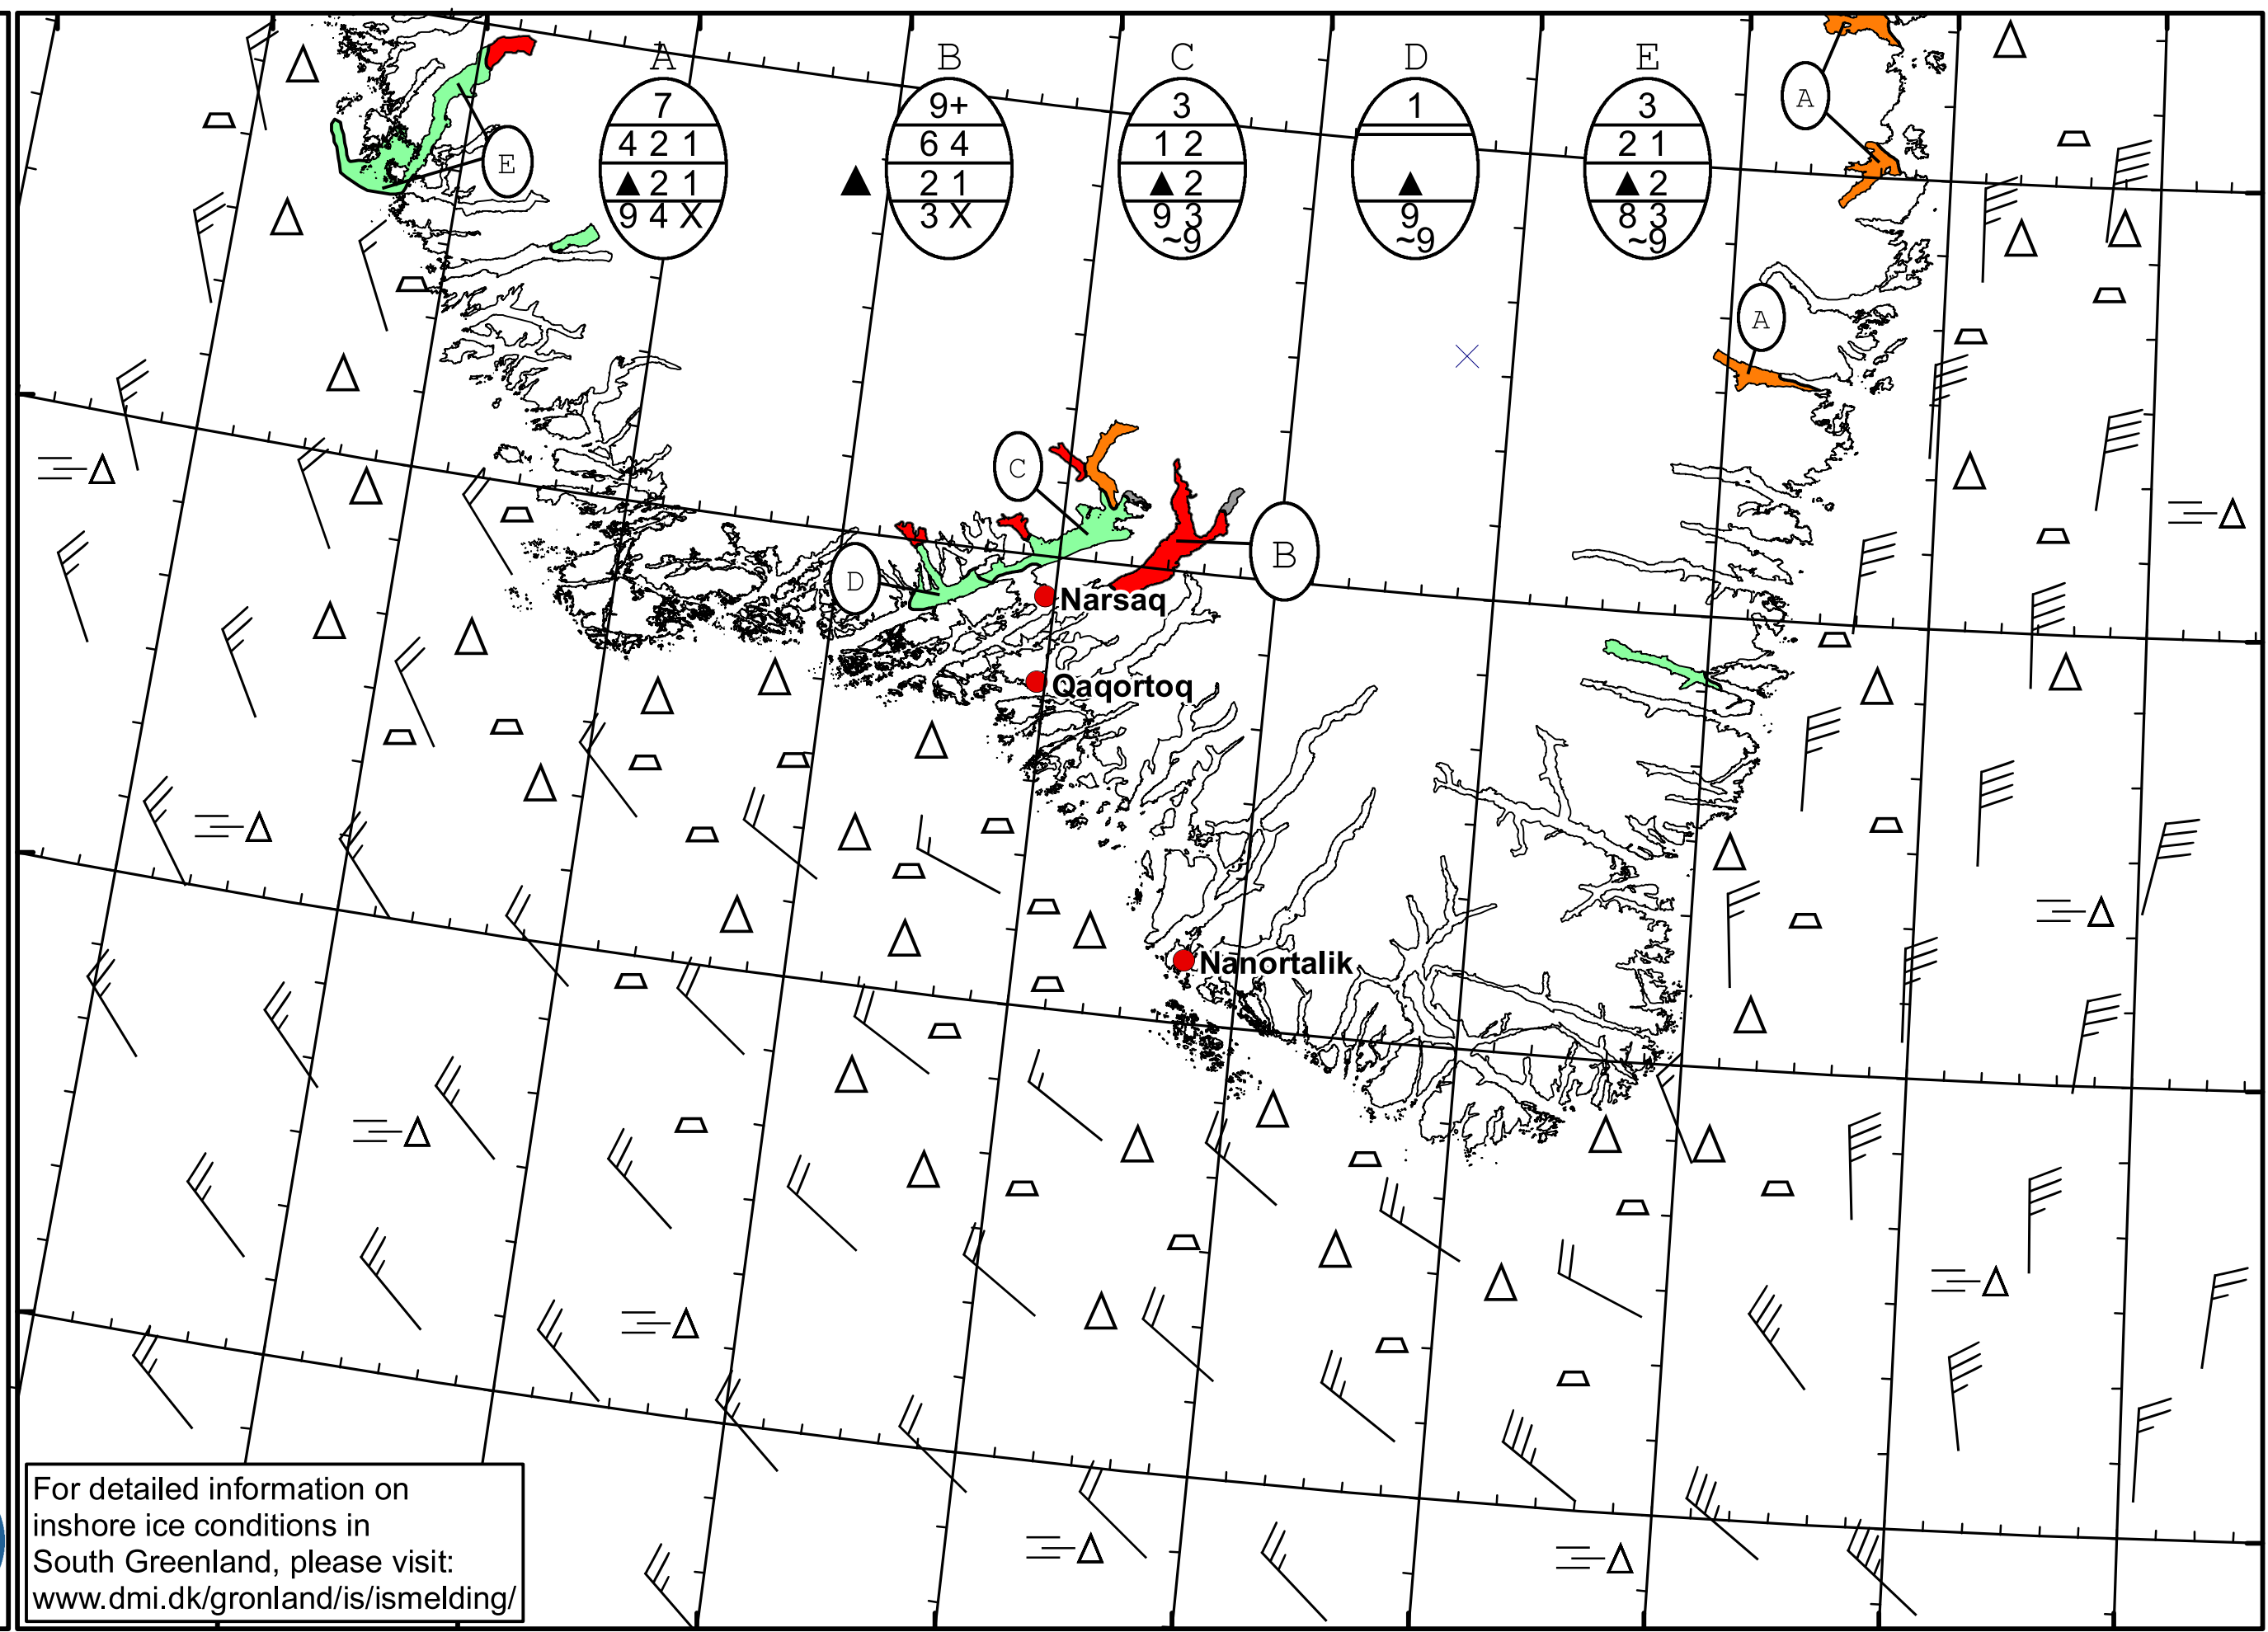 A B C D E
7 9+ 3 1 3
4 2 1 6 4 1 2 2 1
▲ 2 1 ▲ 2 1 ▲ 2 ▲ ▲ 2
9 4 X 3 X 9 3 9 8 3
~9 ~9 ~9
A
E
A
C
B
D
Narsaq
Qaqortoq
Nanortalik
For detailed information on
inshore ice conditions in
South Greenland, please visit:
www.dmi.dk/gronland/is/ismelding/